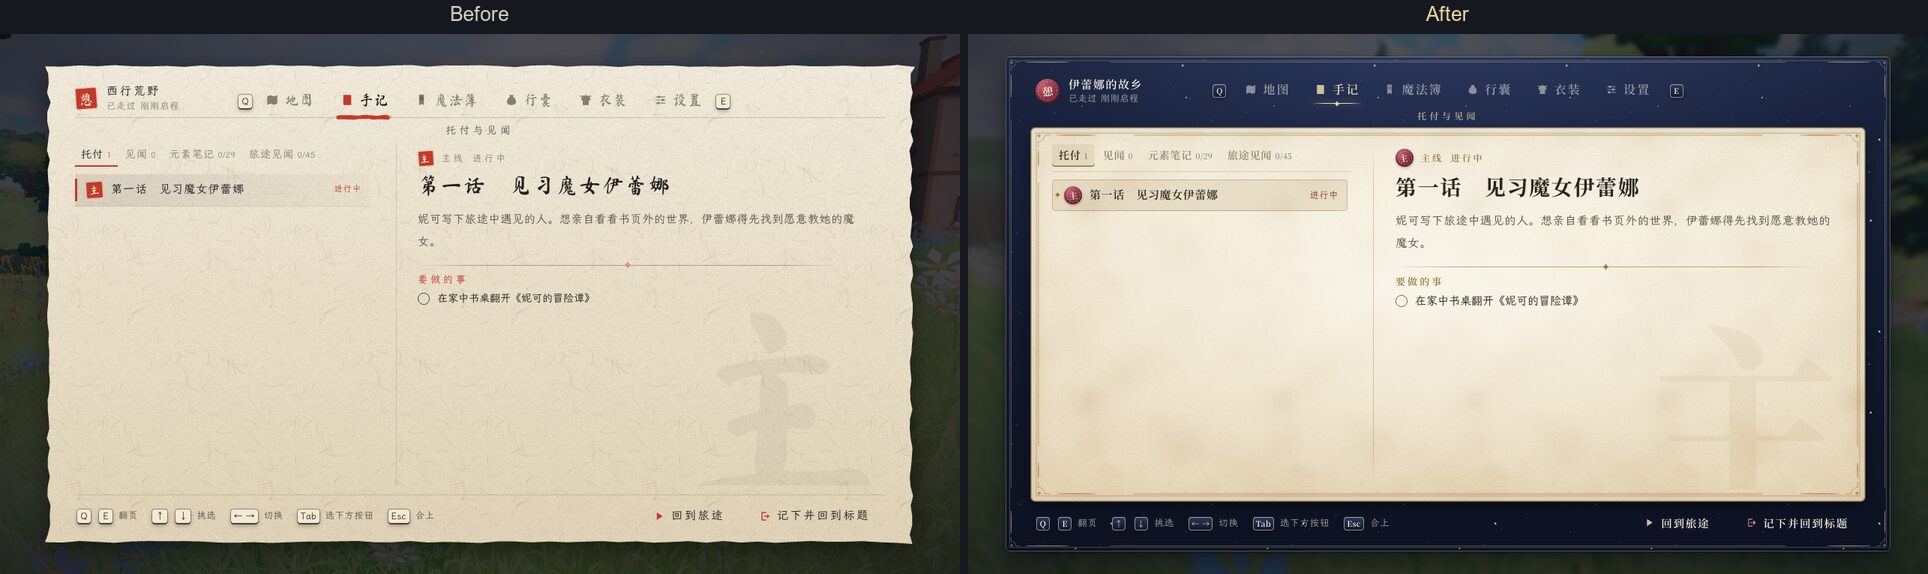 Before
憩 西行荒野
已走过 刚刚启程
Q 地图 手记 魔法簿 行囊 衣装 设置 E
托付与见闻
托付 1 见闻 0 元素笔记 0/29 旅途见闻 0/45
主 第一话 见习魔女伊蕾娜 进行中
主 主线 进行中
第一话 见习魔女伊蕾娜
妮可写下旅途中遇见的人。想亲自看看书页外的世界，伊蕾娜得先找到愿意教她的魔
女。
要做的事
在家中书桌翻开《妮可的冒险谭》
主
Q E 翻页 ↑ ↓ 挑选 ←→ 切换 Tab 选下方按钮 Esc 合上
回到旅途 记下并回到标题
After
憩 伊蕾娜的故乡
已走过 刚刚启程
Q 地图 手记 魔法簿 行囊 衣装 设置 E
托付与见闻
托付 1 见闻 0 元素笔记 0/29 旅途见闻 0/45
主 第一话 见习魔女伊蕾娜 进行中
主 主线 进行中
第一话 见习魔女伊蕾娜
妮可写下旅途中遇见的人。想亲自看看书页外的世界，伊蕾娜得先找到愿意教她的
魔女。
要做的事
在家中书桌翻开《妮可的冒险谭》
主
Q E 翻页 ↑ ↓ 挑选 ←→ 切换 Tab 选下方按钮 Esc 合上
回到旅途 记下并回到标题